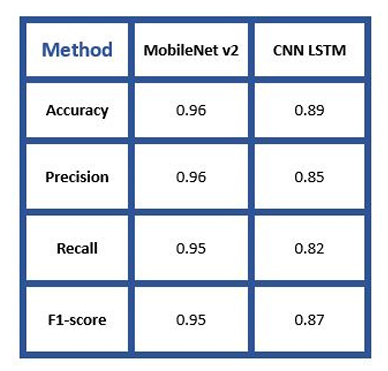 Method MobileNet v2 CNN LSTM
Accuracy 0.96 0.89
Precision 0.96 0.85
Recall 0.95 0.82
F1-score 0.95 0.87